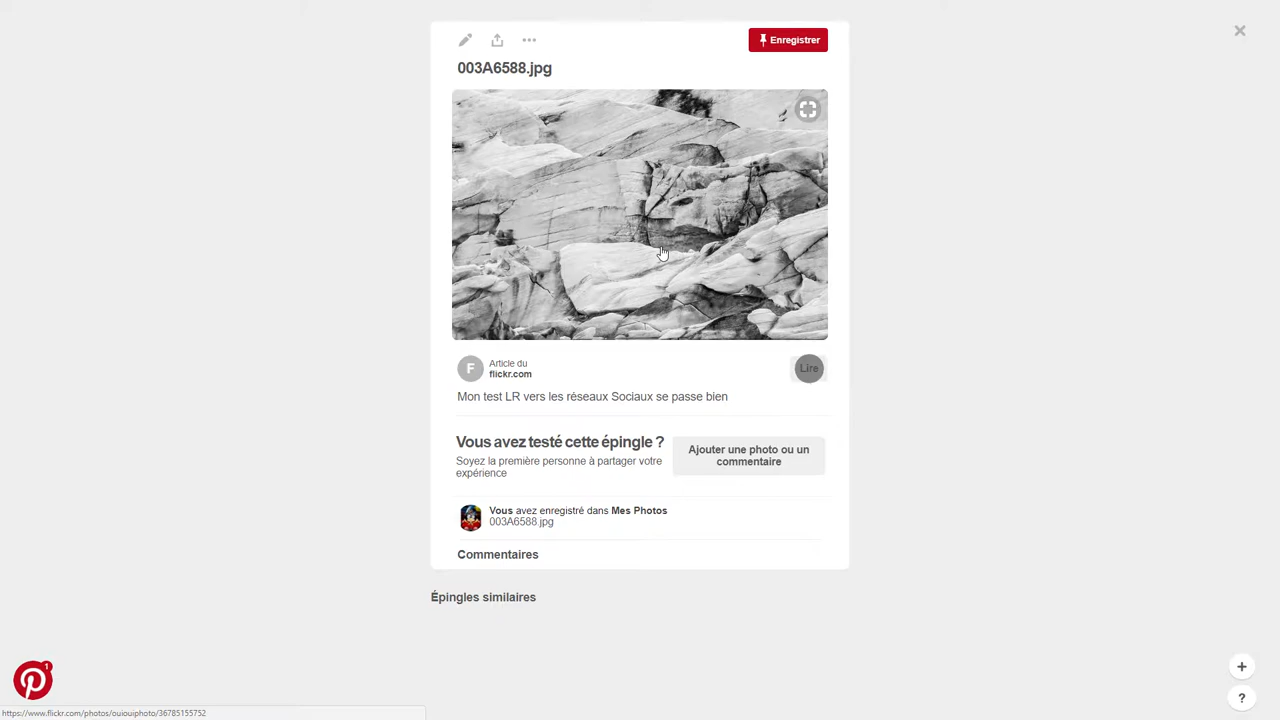 Enregistrer
003A6588.jpg
F
Article du
flickr.com
Lire
Mon test LR vers les réseaux Sociaux se passe bien
Vous avez testé cette épingle ?
Soyez la première personne à partager votre
expérience
Ajouter une photo ou un
commentaire
Vous avez enregistré dans Mes Photos
003A6588.jpg
Commentaires
Épingles similaires
1
+
?
https://www.flickr.com/photos/ouiouiphoto/36785155752